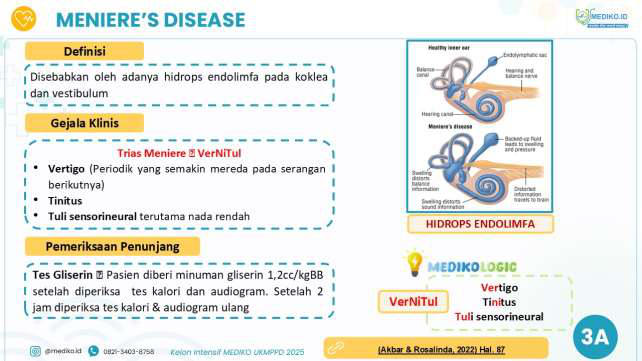 MENIERE'S DISEASE
MEDIKO.ID
Definisi
Disebabkan oleh adanya hidrops endolimfa pada koklea
dan vestibulum
Gejala Klinis
Trias Meniere VerNiTul
• Vertigo (Periodik yang semakin mereda pada serangan
berikutnya)
• Tinitus
• Tuli sensorineural terutama nada rendah
Pemeriksaan Penunjang
Tes Gliserin Pasien diberi minuman gliserin 1,2cc/kgBB
setelah diperiksa tes kalori dan audiogram. Setelah 2
jam diperiksa tes kalori & audiogram ulang
Healthy inner ear
Endolymphatic sac
Balance
canal
Hearing and
balance nerve
Hearing canal
Meniere's disease
Backed-up fluid
leads to swelling
and pressure
Swelling
distorts
balance
information
Swelling distorts
sound information
Distorted
information
travels to brain
HIDROPS ENDOLIMFA
MEDIKOLOGIC
VerNiTul
Vertigo
Tinitus
Tuli sensorineural
3A
@mediko.id
0821-3403-8758
Kelon Intensif MEDIKO UKMPPD 2025
(Akbar & Rosalinda, 2022) Hal. 87